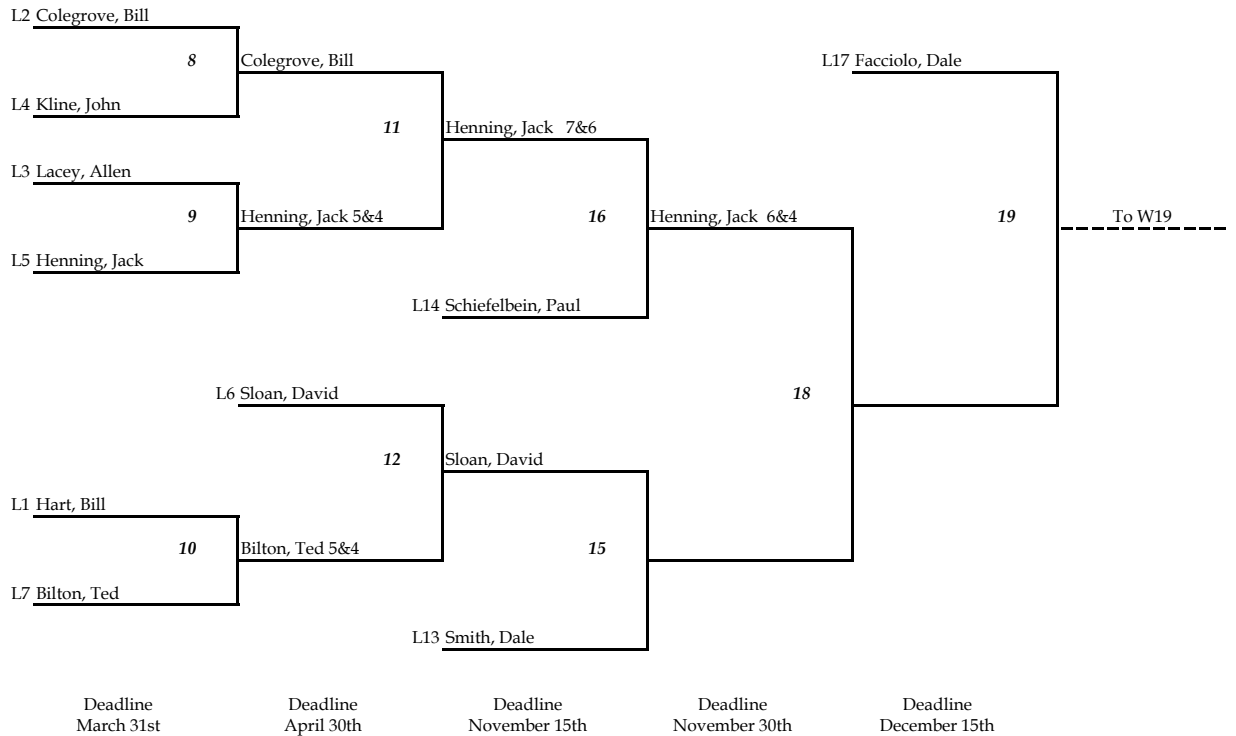 L2 Colegrove, Bill
8
Colegrove, Bill
L17 Facciolo, Dale
L4 Kline, John
11
Henning, Jack 7&6
L3 Lacey, Allen
9
Henning, Jack 5&4
16
Henning, Jack 6&4
19
To W19
L5 Henning, Jack
L14 Schiefelbein, Paul
L6 Sloan, David
18
12
Sloan, David
L1 Hart, Bill
10
Bilton, Ted 5&4
15
L7 Bilton, Ted
L13 Smith, Dale
Deadline
March 31st
Deadline
April 30th
Deadline
November 15th
Deadline
November 30th
Deadline
December 15th